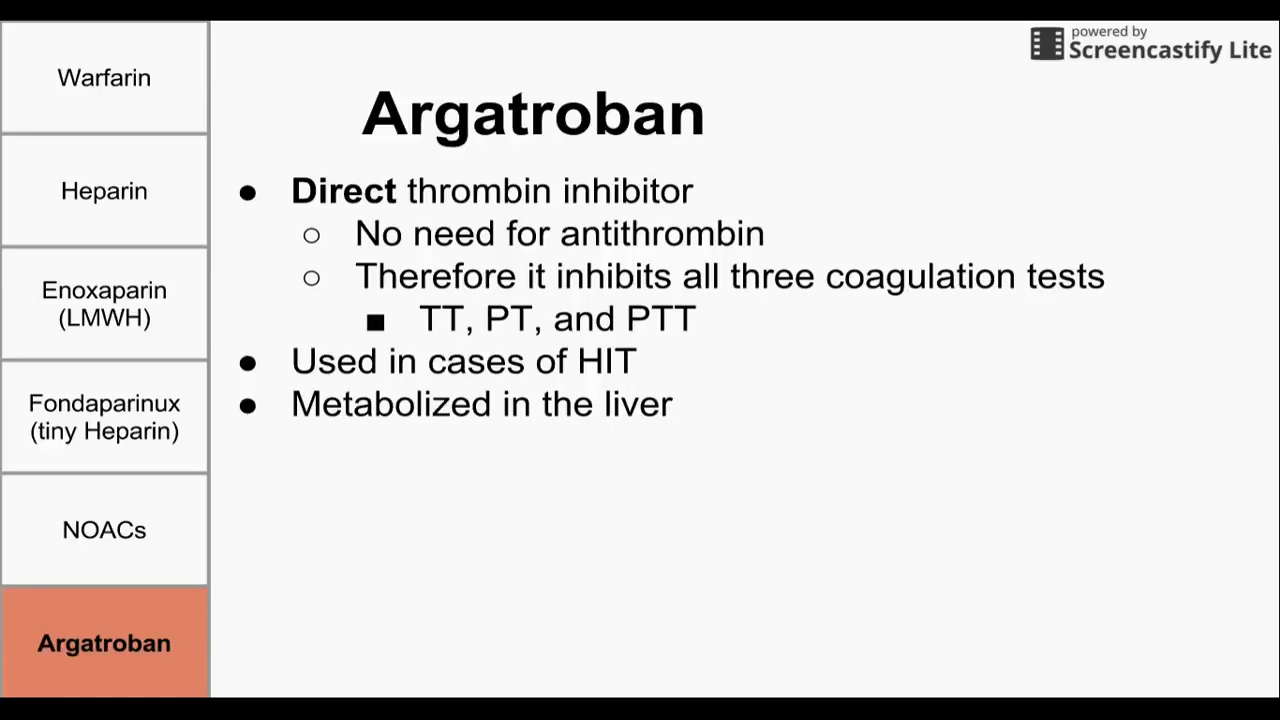 powered by
Screencastify Lite
Warfarin
Heparin
Enoxaparin
(LMWH)
Fondaparinux
(tiny Heparin)
NOACs
Argatroban
Argatroban
● Direct thrombin inhibitor
○ No need for antithrombin
○ Therefore it inhibits all three coagulation tests
■ TT, PT, and PTT
● Used in cases of HIT
● Metabolized in the liver